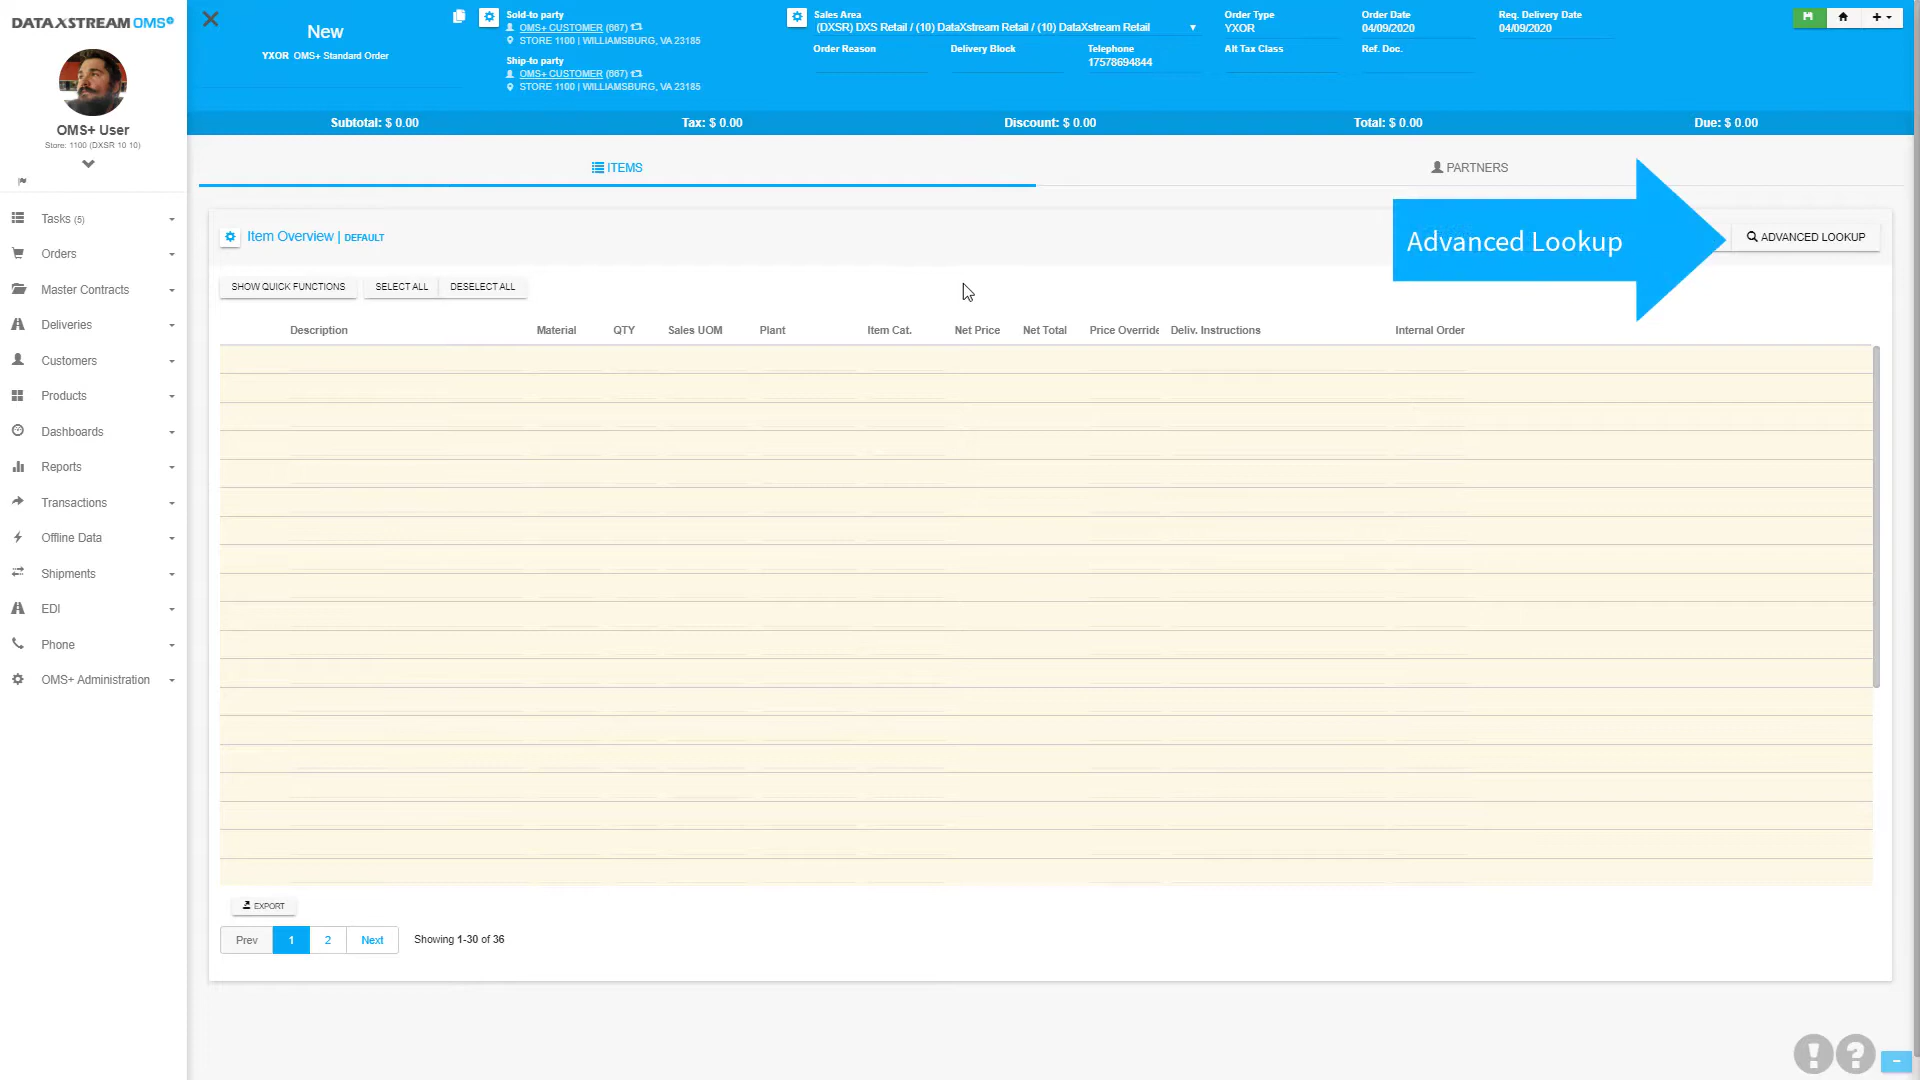 DATAXSTREAM OMS+
OMS+ User
Store: 1100 (DXSR 10 10)
Tasks (5)
Orders
Master Contracts
Deliveries
Customers
Products
Dashboards
Reports
Transactions
Offline Data
Shipments
EDI
Phone
OMS+ Administration
New
YXOR OMS+ Standard Order
Sold-to party
OMS+ CUSTOMER (667)
STORE 1100 | WILLIAMSBURG, VA 23185
Ship-to party
OMS+ CUSTOMER (667)
STORE 1100 | WILLIAMSBURG, VA 23185
Sales Area
(DXSR) DXS Retail / (10) DataXstream Retail / (10) DataXstream Retail
Order Reason
Delivery Block
Telephone
17578694844
Order Type
YXOR
Alt Tax Class
Order Date
04/09/2020
Ref. Doc.
Req. Delivery Date
04/09/2020
Subtotal: $ 0.00 Tax: $ 0.00 Discount: $ 0.00 Total: $ 0.00 Due: $ 0.00
ITEMS PARTNERS
Item Overview | DEFAULT
Advanced Lookup
ADVANCED LOOKUP
SHOW QUICK FUNCTIONS SELECT ALL DESELECT ALL
Description Material QTY Sales UOM Plant Item Cat. Net Price Net Total Price Override Deliv. Instructions Internal Order
EXPORT
Prev 1 2 Next Showing 1-30 of 36